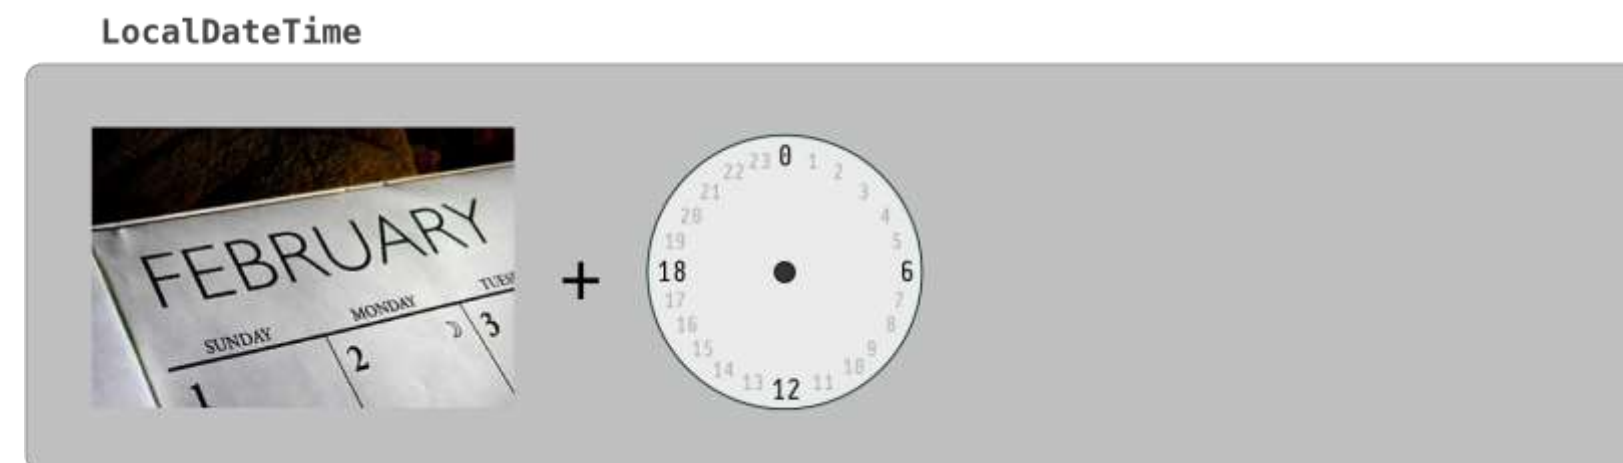 LocalDateTime
FEBRUARY
SUNDAY MONDAY TUES
1 2 3
+
0 1 2 3 4 5 6 7 8 9 10 11 12 13 14 15 16 17 18 19 20 21 22 23